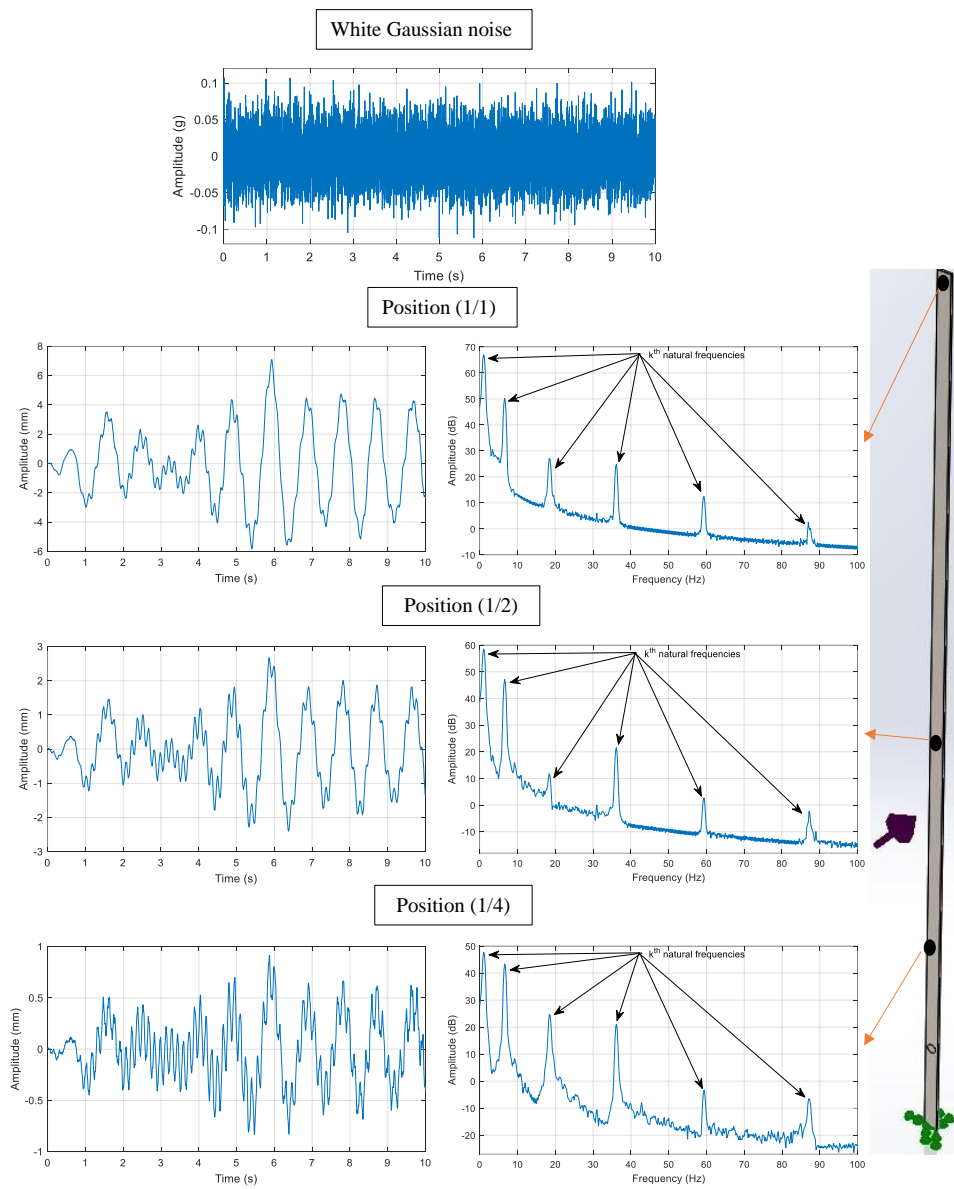 White Gaussian noise
Amplitude (g)
0.1
0.05
0
-0.05
-0.1
0 1 2 3 4 5 6 7 8 9 10
Time (s)
Position (1/1)
Amplitude (mm)
8
6
4
2
0
-2
-4
-6
0 1 2 3 4 5 6 7 8 9 10
Time (s)
Amplitude (dB)
70
60
50
40
30
20
10
0
-10
kth natural frequencies
0 10 20 30 40 50 60 70 80 90 100
Frequency (Hz)
Position (1/2)
Amplitude (mm)
3
2
1
0
-1
-2
-3
0 1 2 3 4 5 6 7 8 9 10
Time (s)
Amplitude (dB)
60
50
40
30
20
10
0
-10
kth natural frequencies
0 10 20 30 40 50 60 70 80 90 100
Frequency (Hz)
Position (1/4)
Amplitude (mm)
1
0.5
0
-0.5
-1
0 1 2 3 4 5 6 7 8 9 10
Time (s)
Amplitude (dB)
50
40
30
20
10
0
-10
-20
kth natural frequencies
0 10 20 30 40 50 60 70 80 90 100
Frequency (Hz)